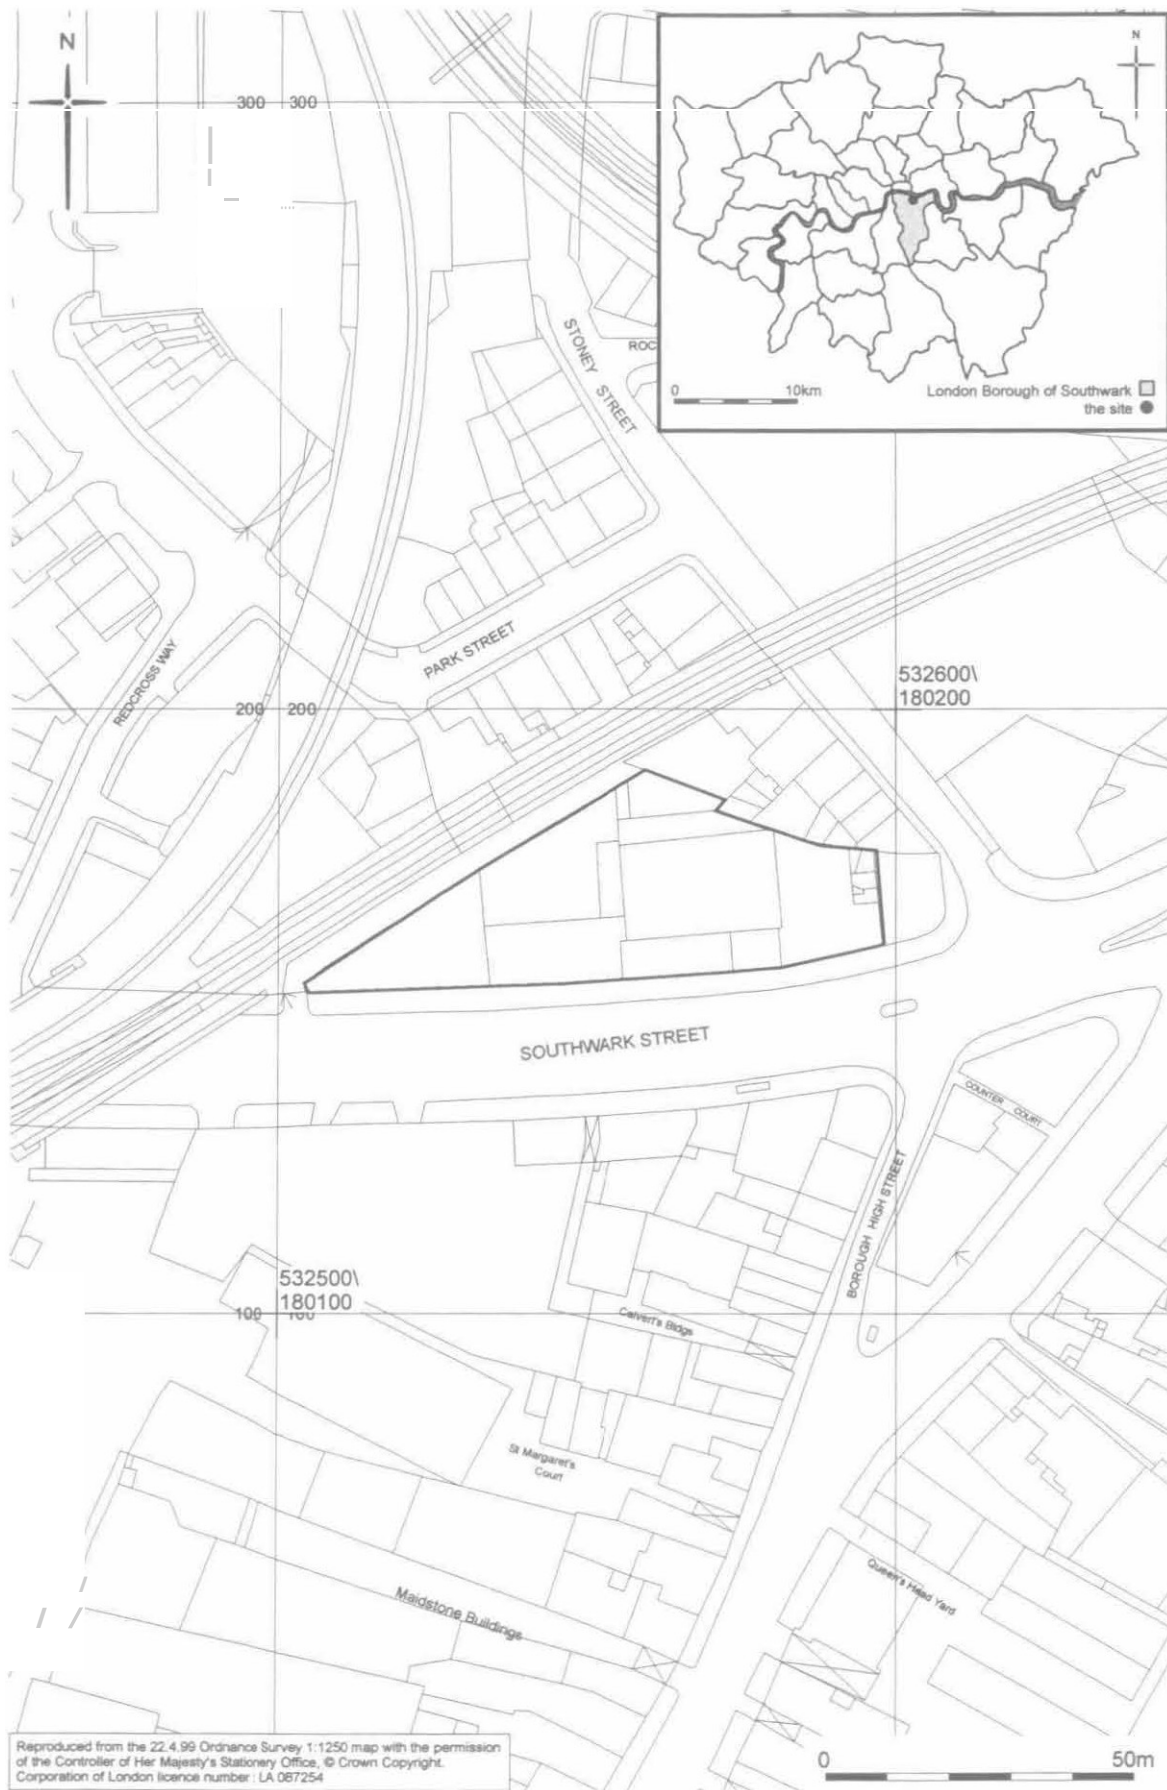 N
300 300
N
STONEY STREET
ROC
0 10km
London Borough of Southwark
the site
PARK STREET
REDCROSS WAY
532600\
180200
200 200
SOUTHWARK STREET
COUNTER COURT
BOROUGH HIGH STREET
532500\
180100
100 100
Calvert's Bldgs
St Margaret's
Court
Queen's Head Yard
Maidstone Buildings
Reproduced from the 22.4.99 Ordnance Survey 1:1250 map with the permission
of the Controller of Her Majesty's Stationery Office, © Crown Copyright.
Corporation of London licence number : LA 087254
0 50m